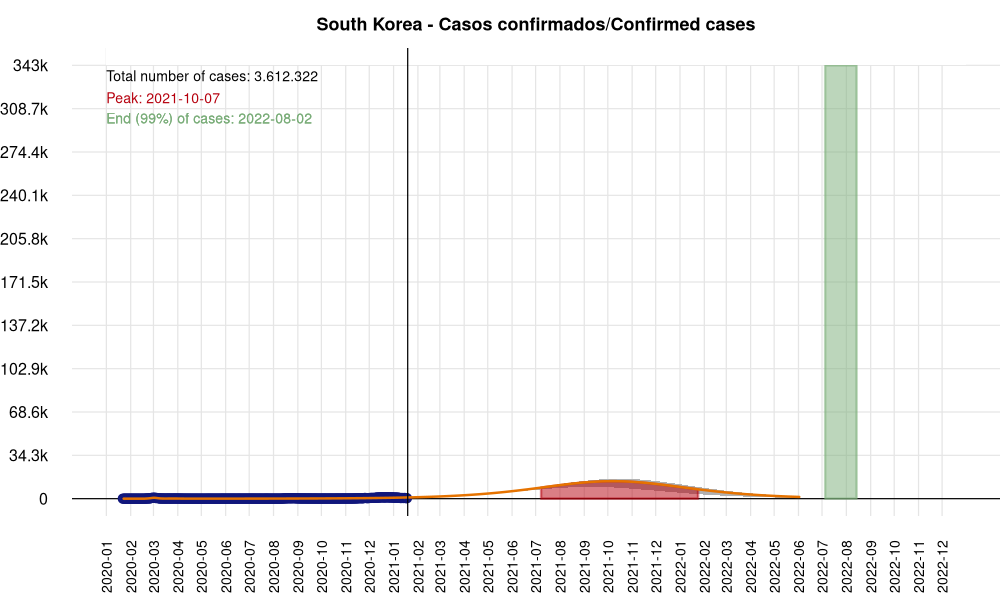 South Korea - Casos confirmados/Confirmed cases
343k
308.7k
274.4k
240.1k
205.8k
171.5k
137.2k
102.9k
68.6k
34.3k
0
Total number of cases: 3.612.322
Peak: 2021-10-07
End (99%) of cases: 2022-08-02
2020-01
2020-02
2020-03
2020-04
2020-05
2020-06
2020-07
2020-08
2020-09
2020-10
2020-11
2020-12
2021-01
2021-02
2021-03
2021-04
2021-05
2021-06
2021-07
2021-08
2021-09
2021-10
2021-11
2021-12
2022-01
2022-02
2022-03
2022-04
2022-05
2022-06
2022-07
2022-08
2022-09
2022-10
2022-11
2022-12